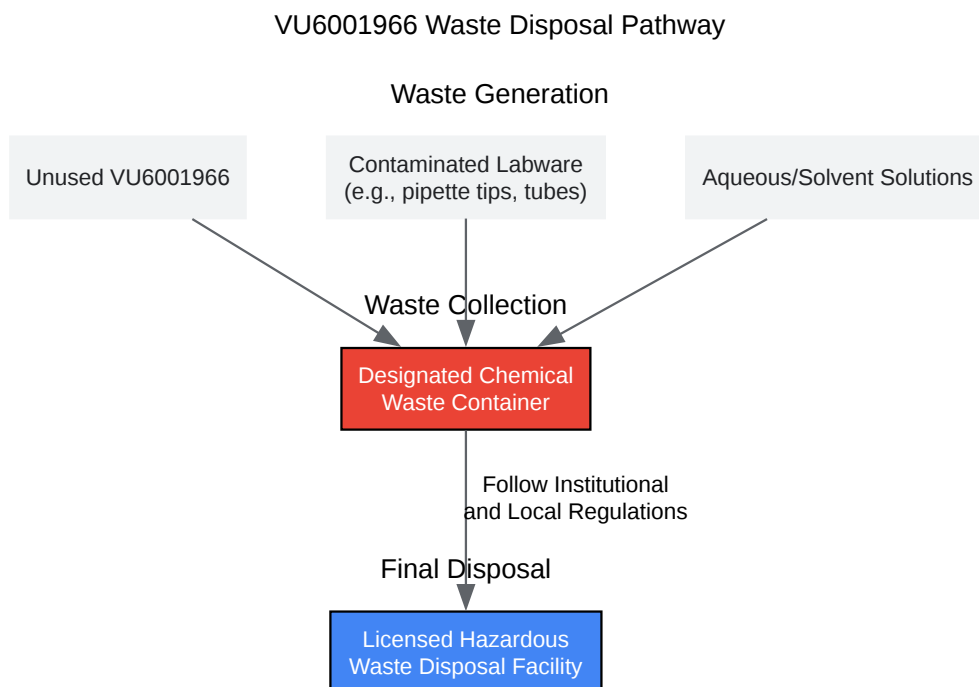 VU6001966 Waste Disposal Pathway
Waste Generation
Unused VU6001966
Contaminated Labware
(e.g., pipette tips, tubes)
Aqueous/Solvent Solutions
Waste Collection
Designated Chemical
Waste Container
Follow Institutional
and Local Regulations
Final Disposal
Licensed Hazardous
Waste Disposal Facility